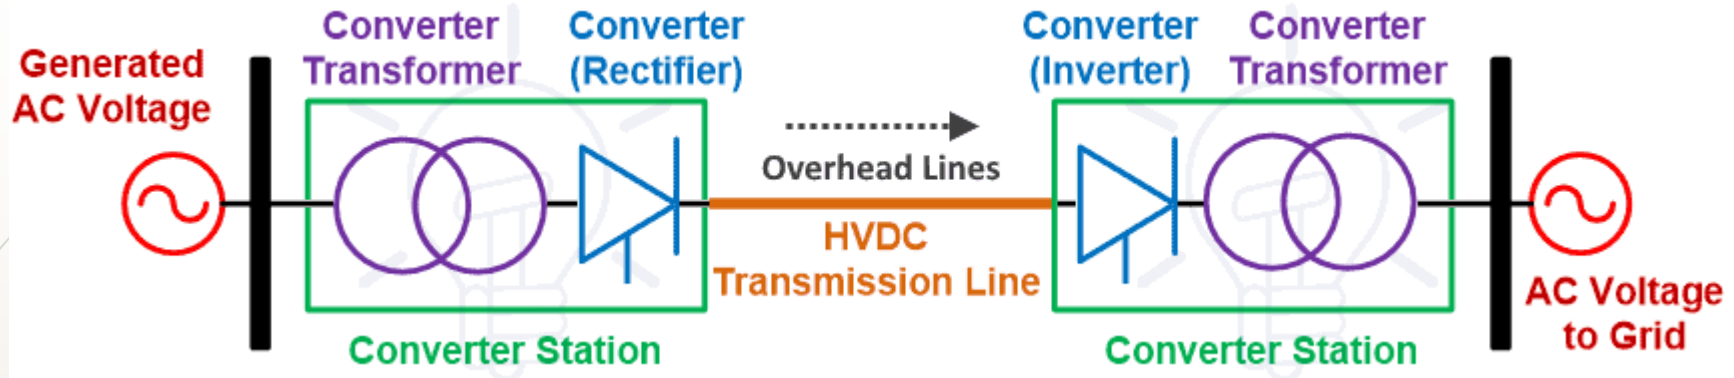 Generated
AC Voltage
Converter
Transformer
Converter
(Rectifier)
Converter Station
Overhead Lines
HVDC
Transmission Line
Converter
(Inverter)
Converter
Transformer
Converter Station
AC Voltage
to Grid